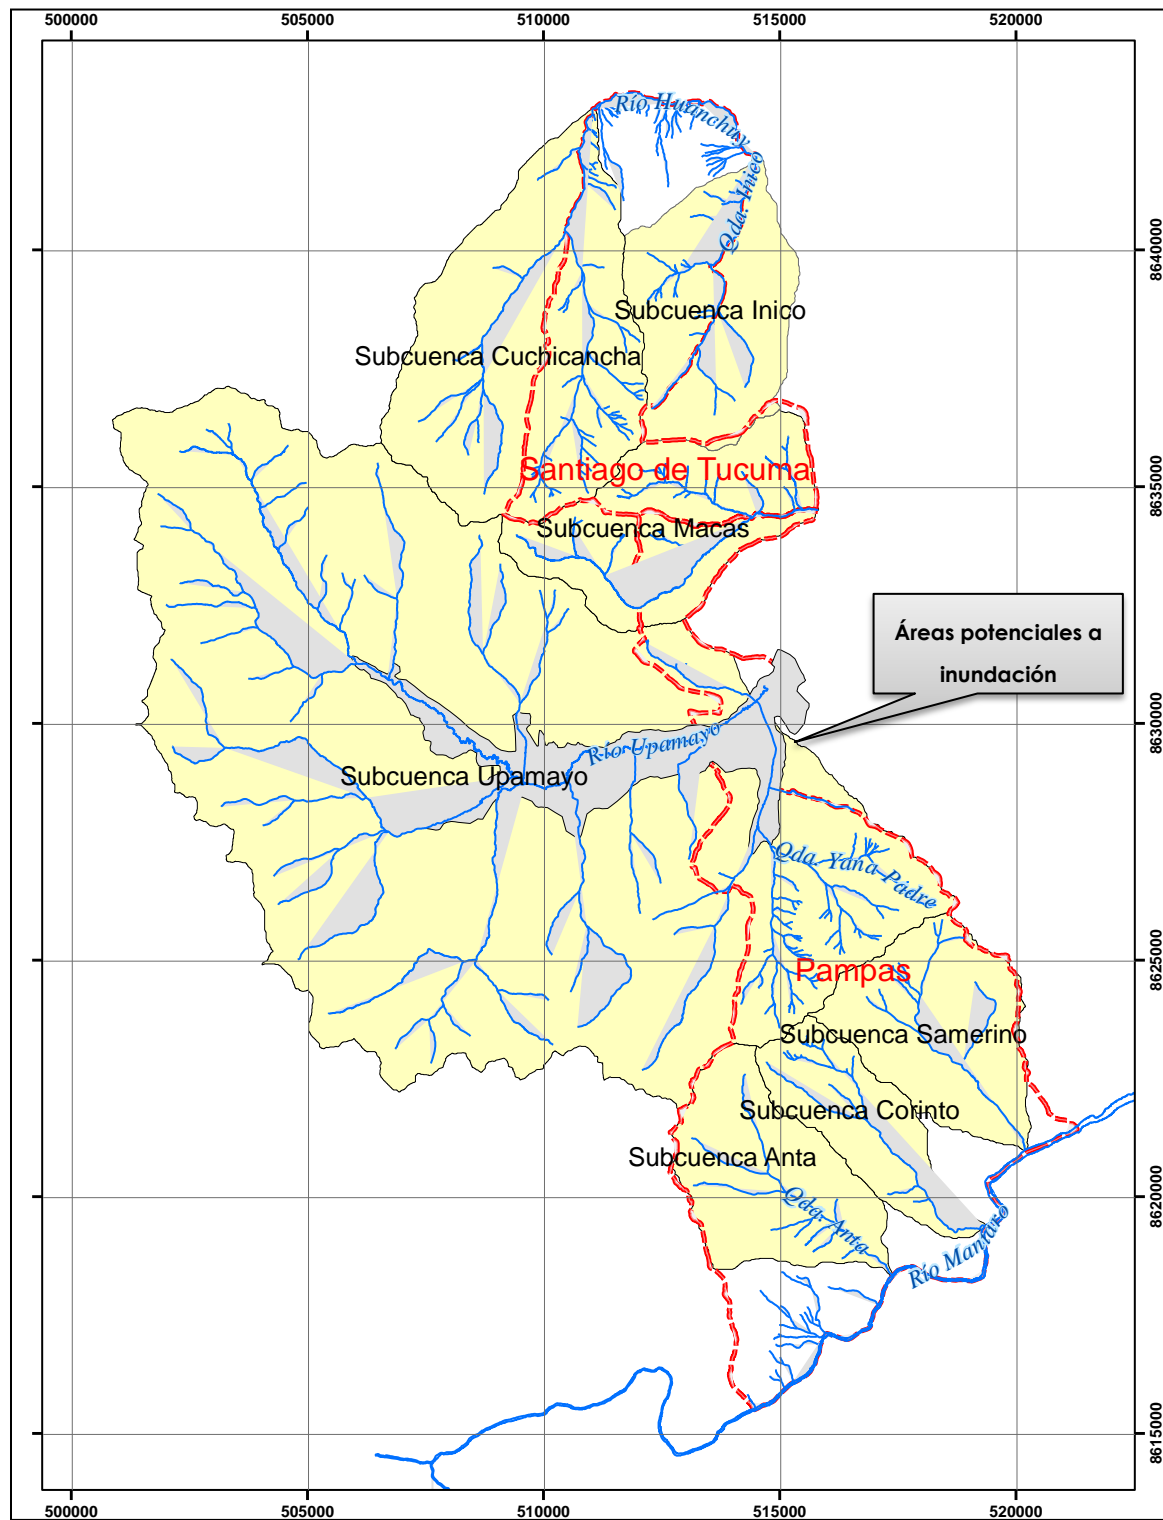 500000
505000
510000
515000
520000
Río Huanchuy
Qda. Inico
8640000
Subcuenca Inico
Subcuenca Cuchicancha
Santiago de Tucuma
8635000
Subcuenca Macas
Áreas potenciales a
inundación
8630000
Río Upamayo
Subcuenca Upamayo
Qda. Yana Padre
8625000
Pampas
Subcuenca Samerino
Subcuenca Corinto
Subcuenca Anta
8620000
Qda. Anta
Río Mantaro
8615000
500000
505000
510000
515000
520000